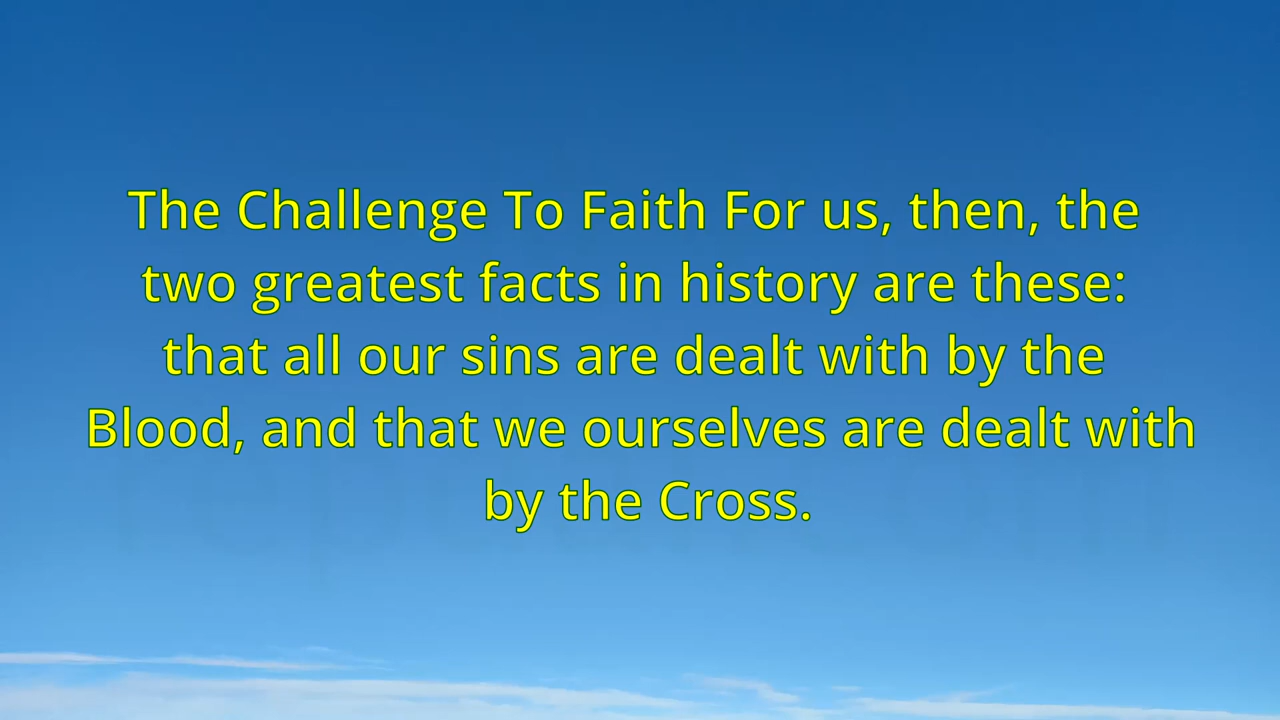 The Challenge To Faith For us, then, the
two greatest facts in history are these:
that all our sins are dealt with by the
Blood, and that we ourselves are dealt with
by the Cross.